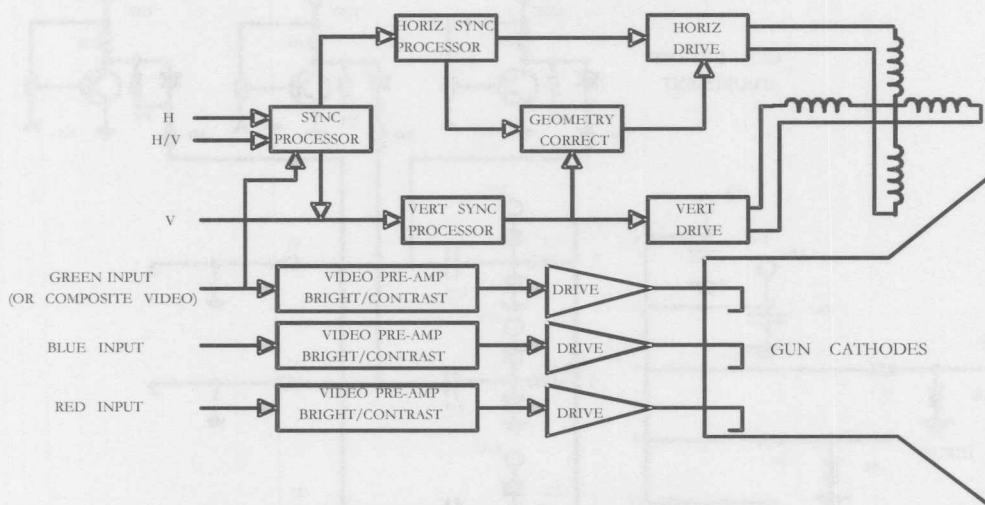 HORIZ SYNC
PROCESSOR
HORIZ
DRIVE
H
H/V
SYNC
PROCESSOR
GEOMETRY
CORRECT
V
VERT SYNC
PROCESSOR
VERT
DRIVE
GREEN INPUT
(OR COMPOSITE VIDEO)
VIDEO PRE-AMP
BRIGHT/CONTRAST
DRIVE
BLUE INPUT
VIDEO PRE-AMP
BRIGHT/CONTRAST
DRIVE
GUN CATHODES
RED INPUT
VIDEO PRE-AMP
BRIGHT/CONTRAST
DRIVE